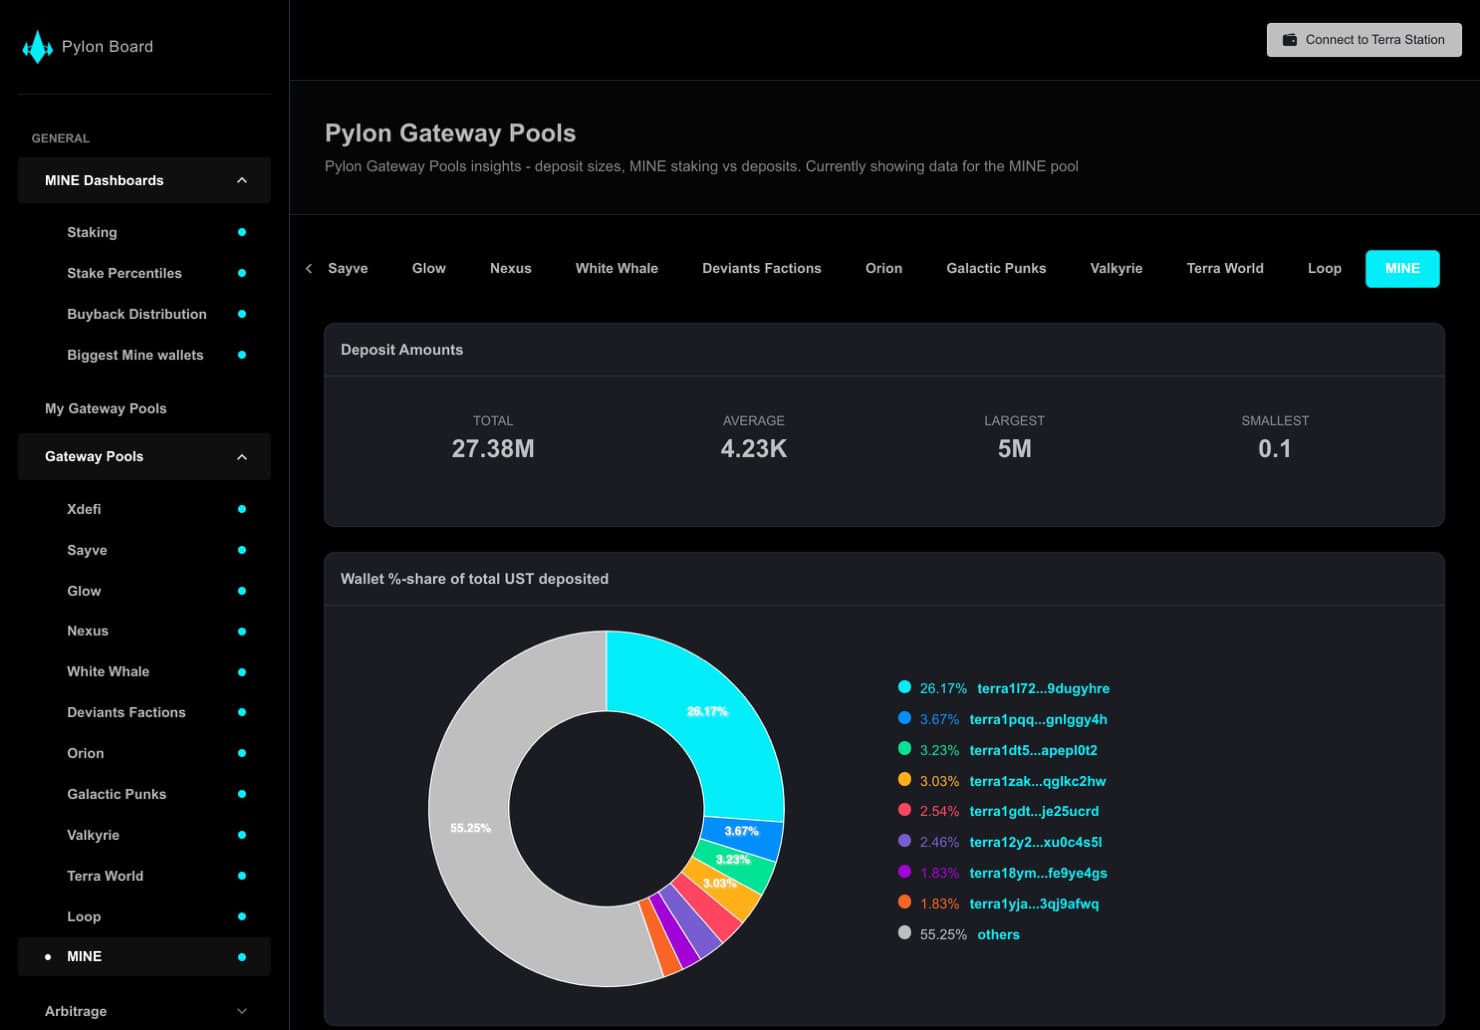 Pylon Board
GENERAL
MINE Dashboards
Staking
Stake Percentiles
Buyback Distribution
Biggest Mine wallets
My Gateway Pools
Gateway Pools
Xdefi
Sayve
Glow
Nexus
White Whale
Deviants Factions
Orion
Galactic Punks
Valkyrie
Terra World
Loop
MINE
Arbitrage
Connect to Terra Station
Pylon Gateway Pools
Pylon Gateway Pools insights - deposit sizes, MINE staking vs deposits. Currently showing data for the MINE pool
Sayve Glow Nexus White Whale Deviants Factions Orion Galactic Punks Valkyrie Terra World Loop MINE
Deposit Amounts
TOTAL AVERAGE LARGEST SMALLEST
27.38M 4.23K 5M 0.1
Wallet %-share of total UST deposited
26.17%
3.67%
3.23%
3.03%
55.25%
26.17% terra1l72...9dugyhre
3.67% terra1pqq...gnlggy4h
3.23% terra1dt5...apepl0t2
3.03% terra1zak...qglkc2hw
2.54% terra1gdt...je25ucrd
2.46% terra12y2...xu0c4s5l
1.83% terra18ym...fe9ye4gs
1.83% terra1yja...3qj9afwq
55.25% others